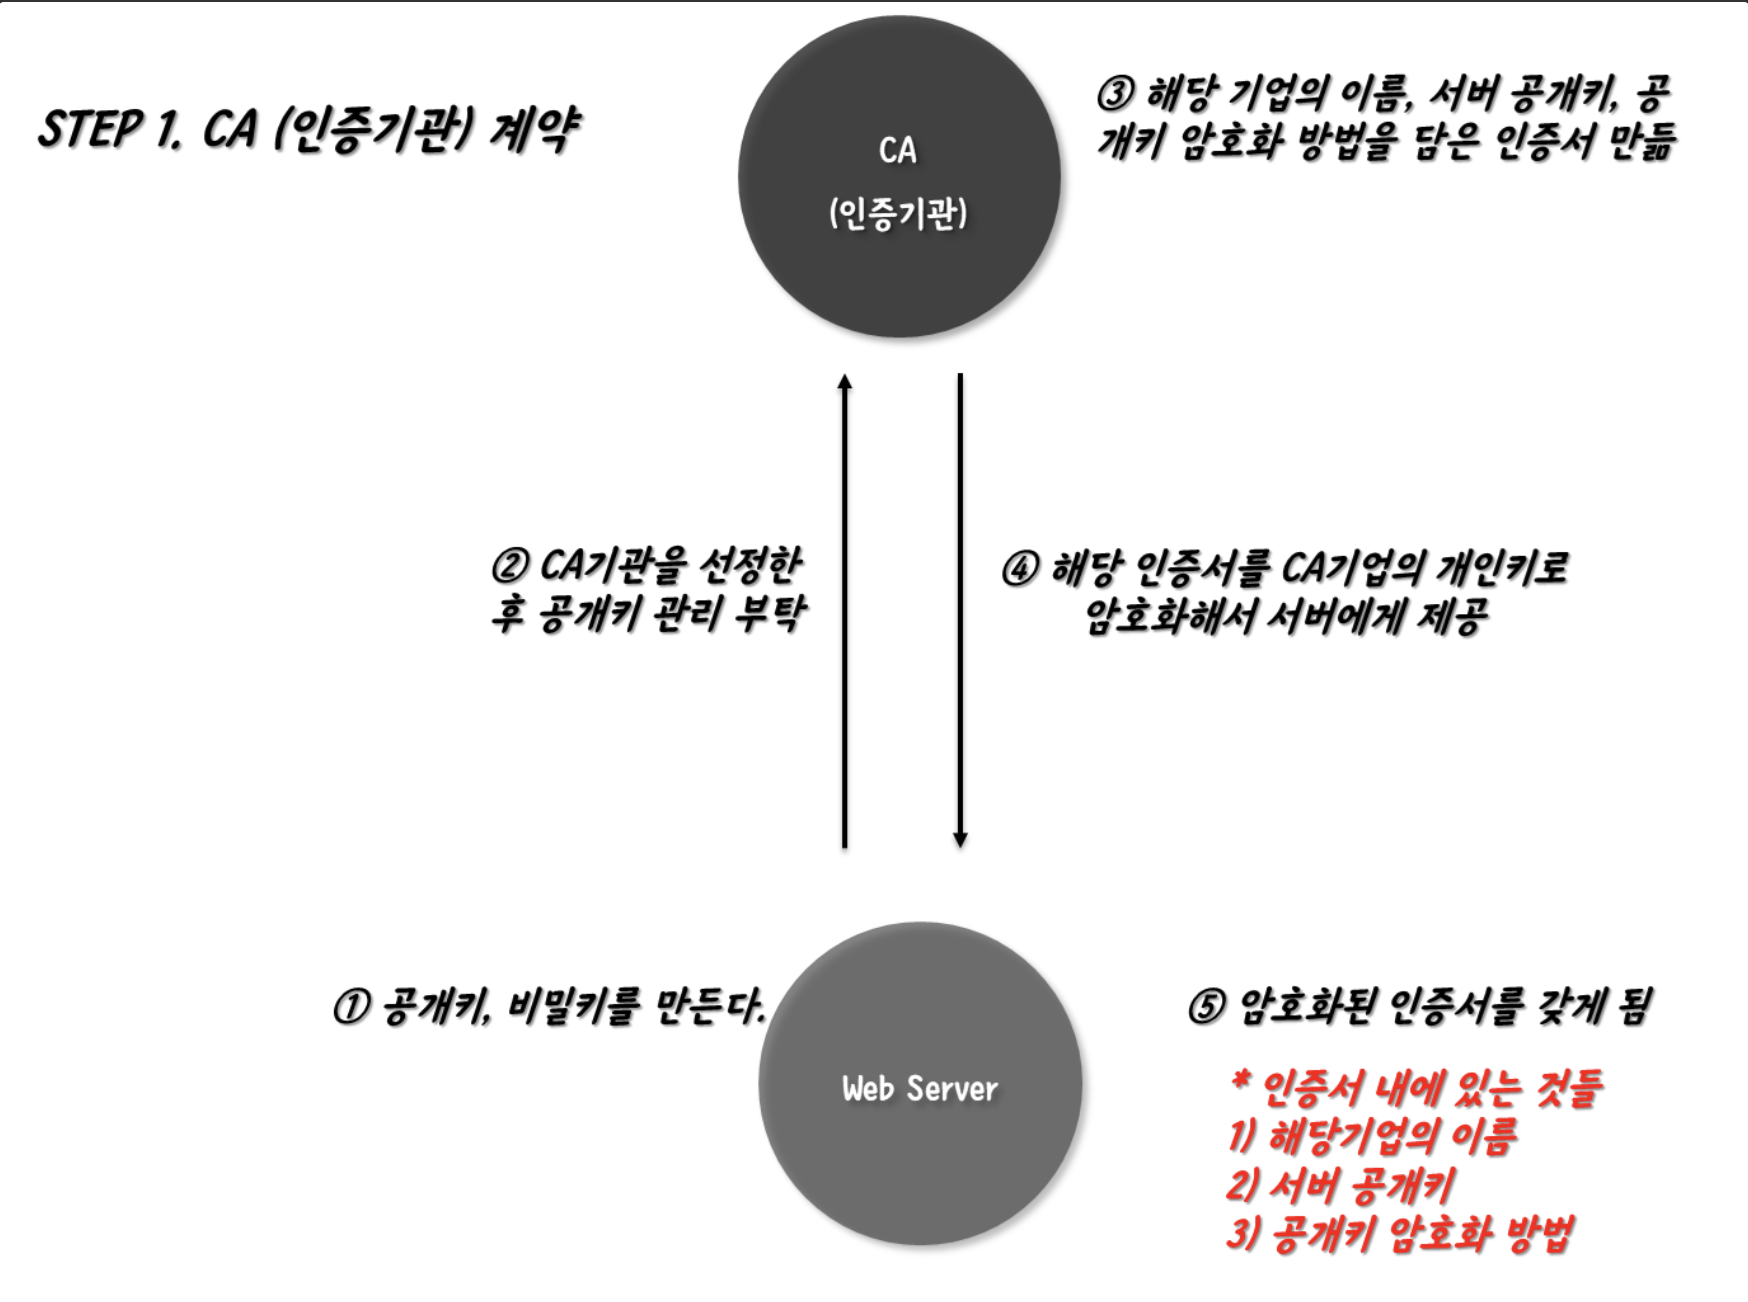 STEP 1. CA (인증기관) 계약
CA
(인증기관)
③ 해당 기업의 이름, 서버 공개키, 공
개키 암호화 방법을 담은 인증서 만듦
② CA기관을 선정한
후 공개키 관리 부탁
④ 해당 인증서를 CA기업의 개인키로
암호화해서 서버에게 제공
① 공개키, 비밀키를 만든다.
Web Server
⑤ 암호화된 인증서를 갖게 됨
* 인증서 내에 있는 것들
1) 해당기업의 이름
2) 서버 공개키
3) 공개키 암호화 방법